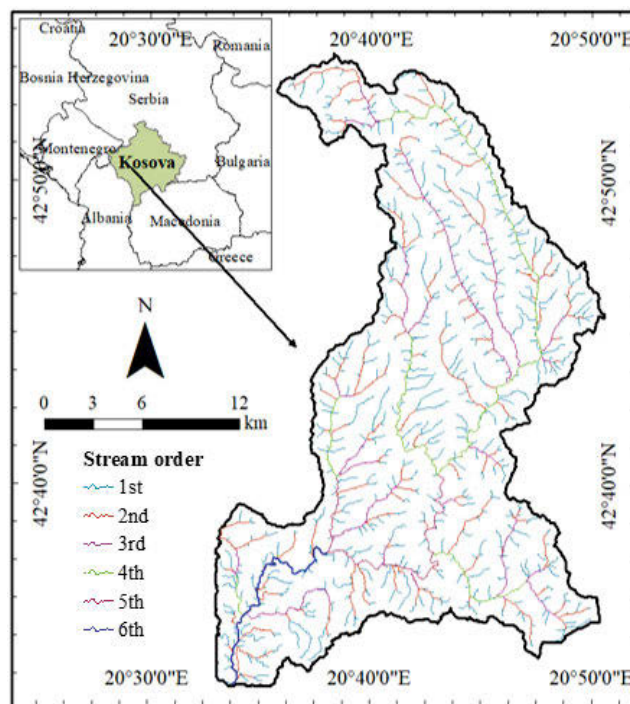 20°30'0"E
20°40'0"E
20°50'0"E
Croatia
Romania
Bosnia Herzegovina
Serbia
Montenegro
Kosova
Bulgaria
Albania
Macedonia
Greece
42°50'0"N
42°50'0"N
N
0 3 6 12
km
42°40'0"N
42°40'0"N
Stream order
1st
2nd
3rd
4th
5th
6th
20°30'0"E
20°40'0"E
20°50'0"E